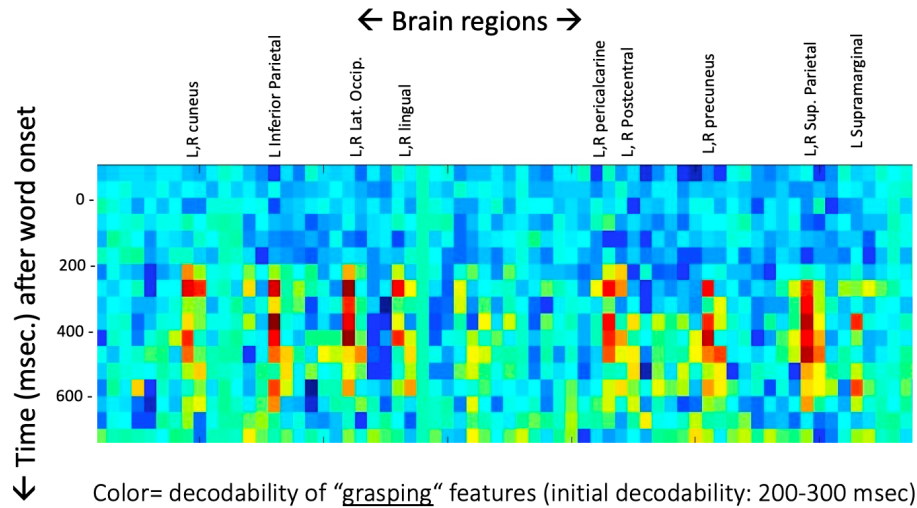 ← Brain regions →
L,R cuneus
L Inferior Parietal
L,R Lat. Occip.
L,R lingual
L,R pericalcarine
L, R Postcentral
L,R precuneus
L,R Sup. Parietal
L Supramarginal
← Time (msec.) after word onset
0 -
200 -
400 -
600 -
Color= decodability of “grasping“ features (initial decodability: 200-300 msec)